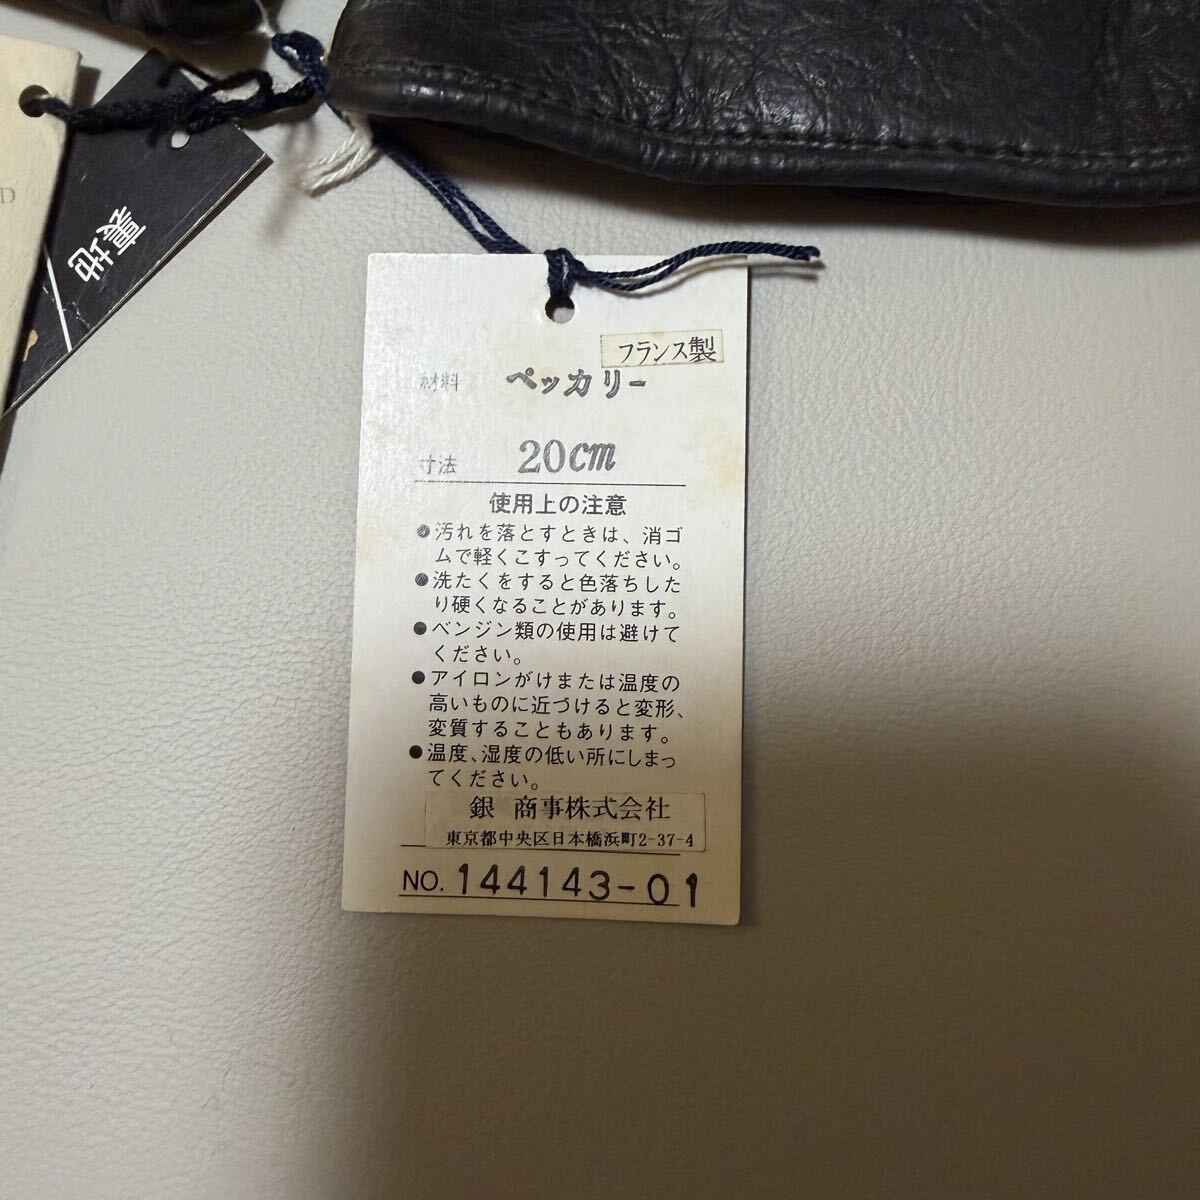 D
裏地
フランス製
材料 ペッカリー
寸法 20cm
使用上の注意
●汚れを落とすときは、消ゴ
ムで軽くこすってください。
●洗たくをすると色落ちした
り硬くなることがあります。
●ベンジン類の使用は避けて
ください。
●アイロンがけまたは温度の
高いものに近づけると変形、
変質することもあります。
●温度、湿度の低い所にしまっ
てください。
銀 商事株式会社
東京都中央区日本橋浜町2-37-4
NO. 144143-01